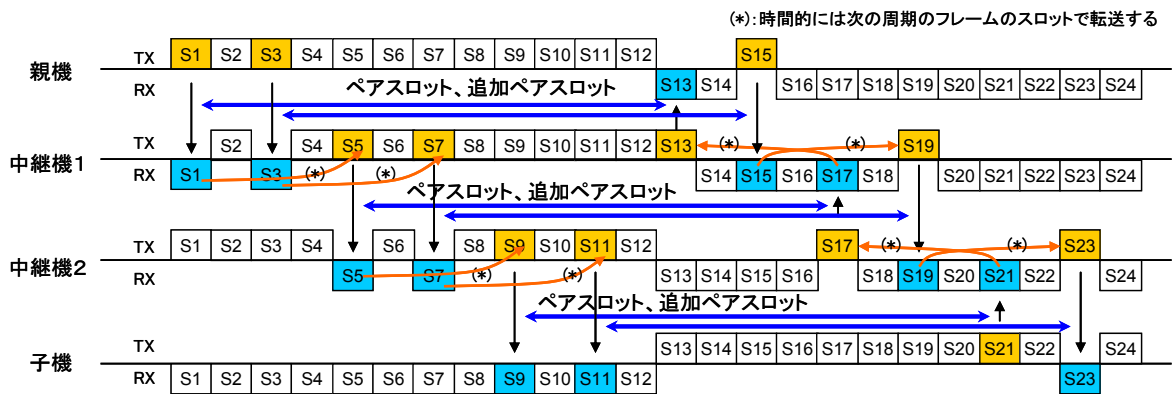 (*): 時間的には次の周期のフレームのスロットで転送する
親機
TX S1 S2 S3 S4 S5 S6 S7 S8 S9 S10 S11 S12 S15
RX S13 S14 S16 S17 S18 S19 S20 S21 S22 S23 S24
ペアスロット、追加ペアスロット
中継機1
TX S2 S4 S5 S6 S7 S8 S9 S10 S11 S12 S13 (*) (*) S19
RX S1 S3 (*) (*) S14 S15 S16 S17 S18 S20 S21 S22 S23 S24
ペアスロット、追加ペアスロット
中継機2
TX S1 S2 S3 S4 S6 S8 S9 S10 S11 S12 S17 (*) (*) S23
RX S5 S7 (*) (*) S13 S14 S15 S16 S18 S19 S20 S21 S22 S24
ペアスロット、追加ペアスロット
子機
TX S13 S14 S15 S16 S17 S18 S19 S20 S21 S22 S24
RX S1 S2 S3 S4 S5 S6 S7 S8 S9 S10 S11 S12 S23